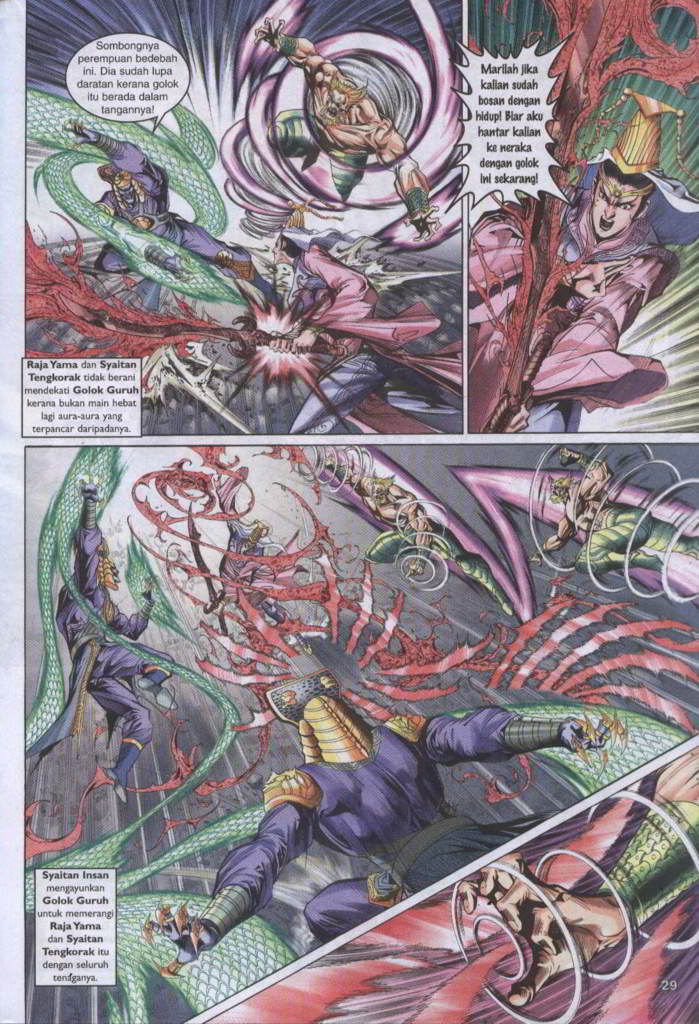 Sombongnya
perempuan bedebah
ini. Dia sudah lupa
daratan kerana golok
itu berada dalam
tangannya!
Marilah jika
kalian sudah
bosan dengan
hidup! Biar aku
hantar kalian
ke neraka
dengan golok
ini sekarang!
Raja Yama dan Syaitan
Tengkorak tidak berani
mendekati Golok Guruh
kerana bukan main hebat
lagi aura-aura yang
terpancar daripadanya.
Syaitan Insan
mengayunkan
Golok Guruh
untuk memerangi
Raja Yama
dan Syaitan
Tengkorak itu
dengan seluruh
tenaganya.
29